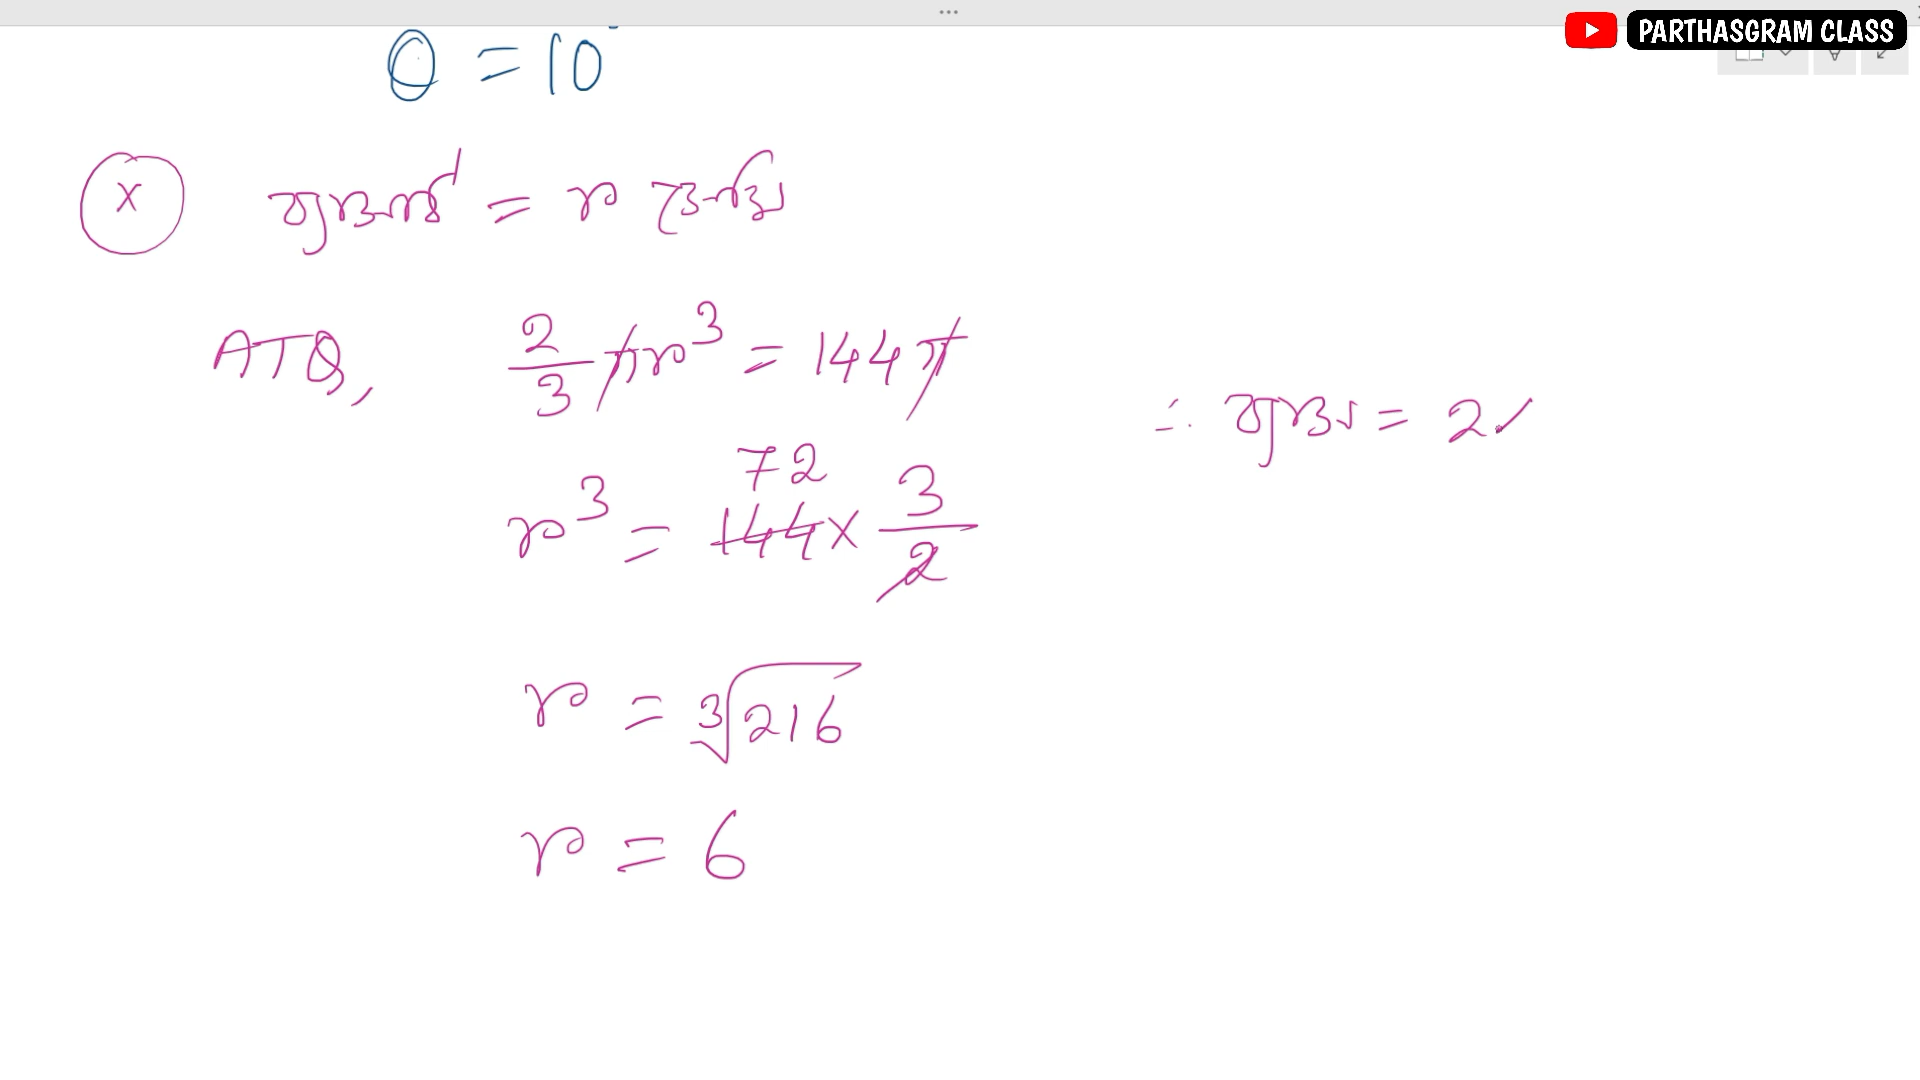 PARTHASGRAM CLASS
θ = 10°
x ব্যাসার্ধ = r একক
ATQ, 2/3 πr³ = 144π
r³ = 144 × 3/2
72
r = ∛216
r = 6
∴ ব্যাস = 2